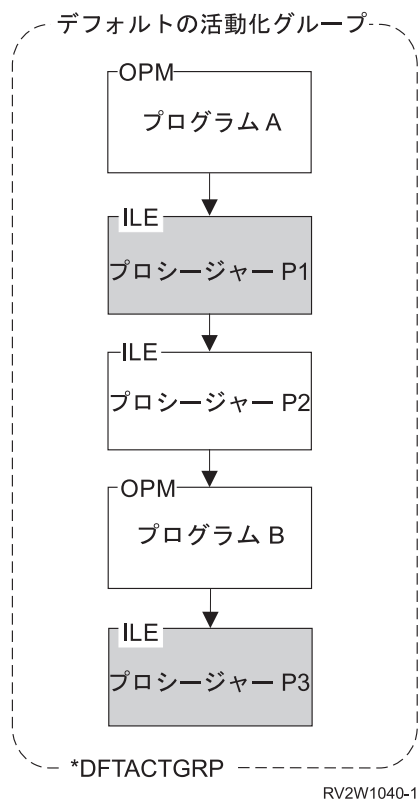 デフォルトの活動化グループ
OPM
プログラム A
ILE
プロシージャー P1
ILE
プロシージャー P2
OPM
プログラム B
ILE
プロシージャー P3
*DFTACTGRP
RV2W1040-1